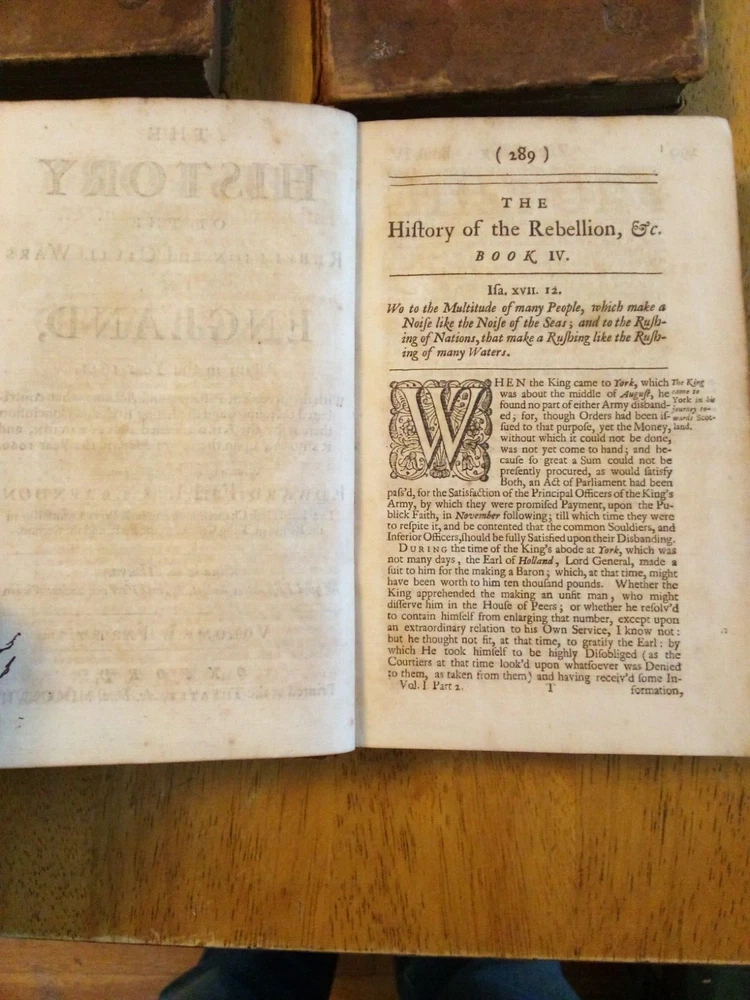 ( 289 )
THE
Hiſtory of the Rebellion, &c.
BOOK IV.
Iſa. XVII. 12.
Wo to the Multitude of many People, which make a
Noiſe like the Noiſe of the Seas; and to the Ruſh-
ing of Nations, that make a Ruſhing like the Ruſh-
ing of many Waters.
WHEN the King came to York, which
was about the middle of Auguſt, he
found no part of either Army disband-
ed; for, though Orders had been iſ-
ſued to that purpoſe, yet the Money,
without which it could not be done,
was not yet come to hand; and be-
cauſe ſo great a Sum could not be
preſently procured, as would ſatisfy
Both, an Act of Parliament had been
paſs'd, for the Satisfaction of the Principal Officers of the King's
Army, by which they were promiſed Payment, upon the Pu-
blick Faith, in November following; till which time they were
to reſpite it, and be contented that the common Souldiers, and
Inferior Officers, ſhould be fully Satisfied upon their Disbanding.
DURING the time of the King's abode at York, which was
not many days, the Earl of Holland, Lord General, made a
ſuit to him for the making a Baron; which, at that time, might
have been worth to him ten thouſand pounds. Whether the
King apprehended the making an unfit man, who might
diſſerve him in the Houſe of Peers; or whether he reſolv'd
to contain himſelf from enlarging that number, except upon
an extraordinary relation to his Own Service, I know not:
but he thought not fit, at that time, to gratify the Earl: by
which He took himſelf to be highly Diſobliged (as the
Courtiers at that time look'd upon whatſoever was Denied
to them, as taken from them) and having receiv'd ſome In-
Vol. I. Part 2. T formation,
The King
came to
York in his
journey to-
wards Scot-
land.
THE
HISTORY
OF THE
REBELLION and CIVIL WARS
IN
ENGLAND,